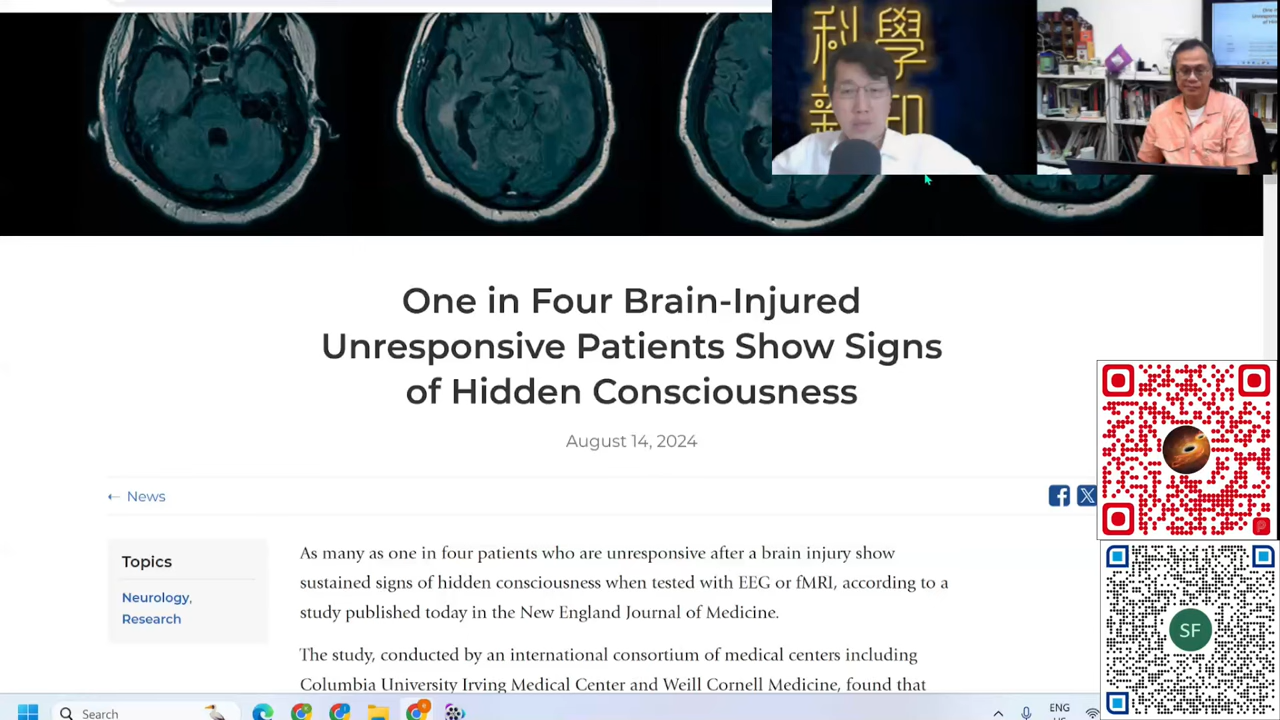 科學
新知
One in Four Brain-Injured
Unresponsive Patients Show Signs
of Hidden Consciousness
August 14, 2024
← News
Topics
Neurology,
Research
As many as one in four patients who are unresponsive after a brain injury show
sustained signs of hidden consciousness when tested with EEG or fMRI, according to a
study published today in the New England Journal of Medicine.
The study, conducted by an international consortium of medical centers including
Columbia University Irving Medical Center and Weill Cornell Medicine, found that
SF
Search
ENG